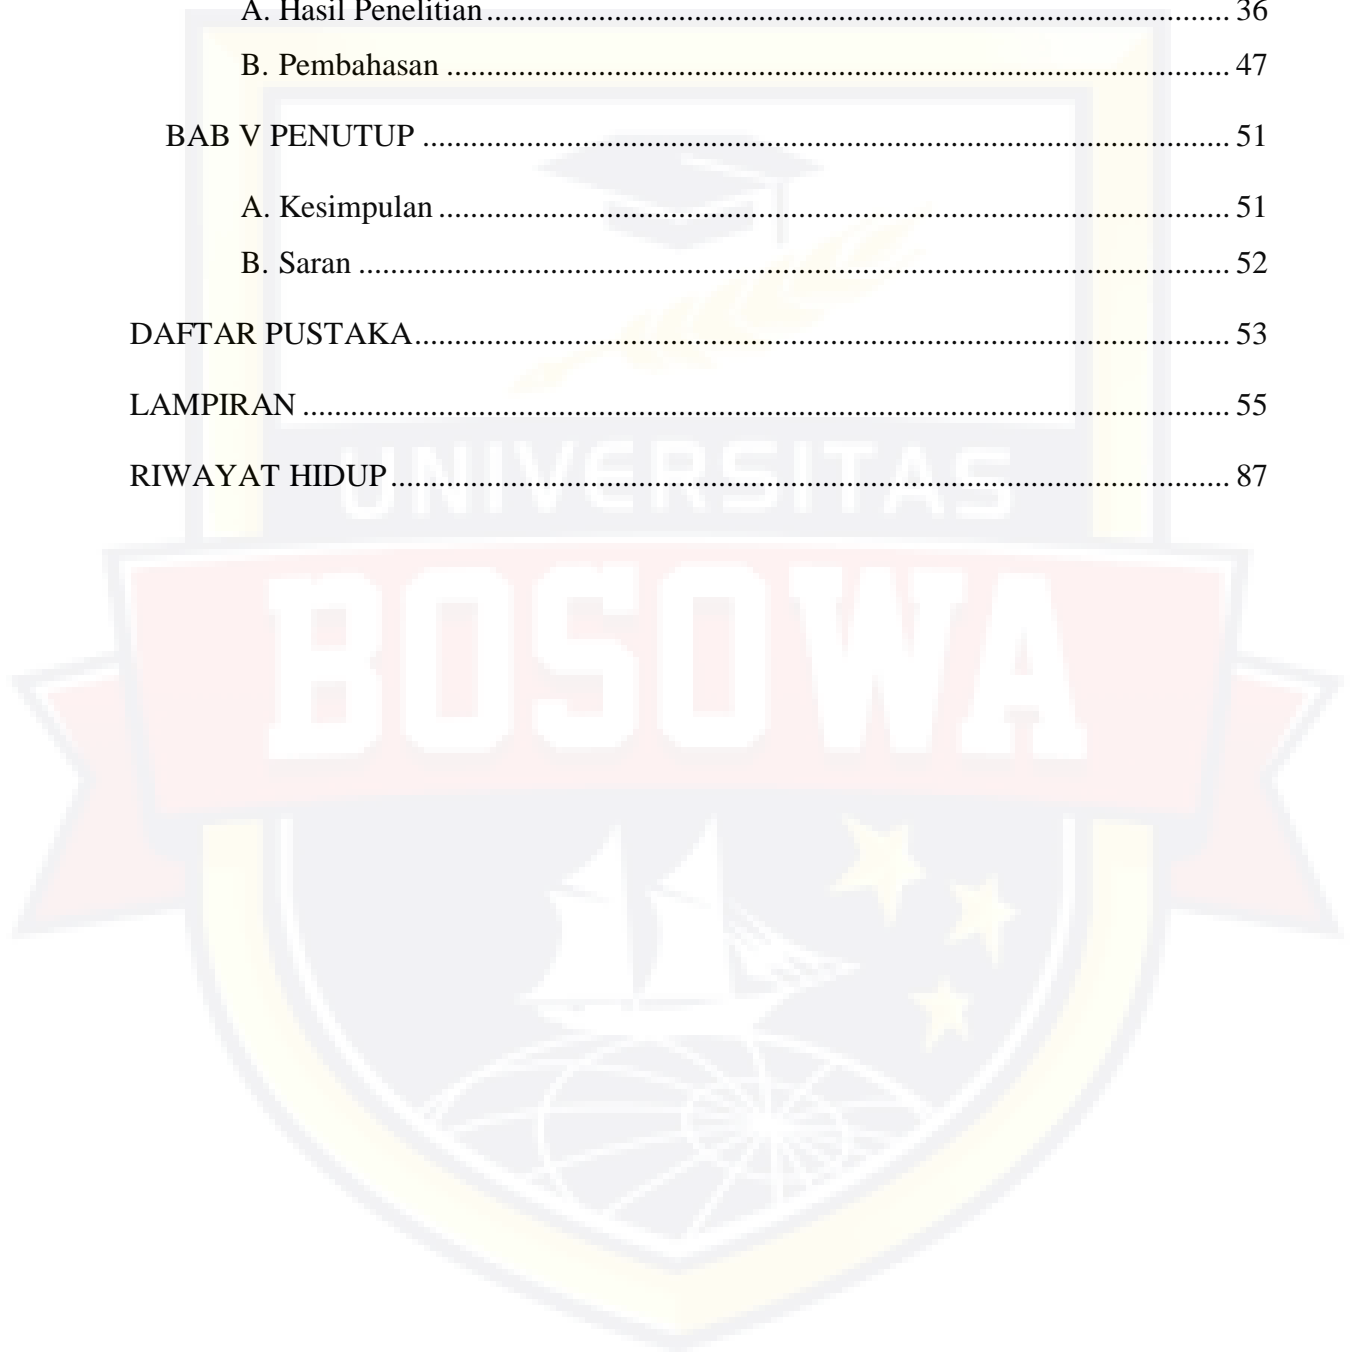 A. Hasil Penelitian ........................................................................ 36
B. Pembahasan ........................................................................ 47
BAB V PENUTUP ........................................................................ 51
A. Kesimpulan ........................................................................ 51
B. Saran ........................................................................ 52
DAFTAR PUSTAKA ........................................................................ 53
LAMPIRAN ........................................................................ 55
RIWAYAT HIDUP ........................................................................ 87
UNIVERSITAS
BOSOWA